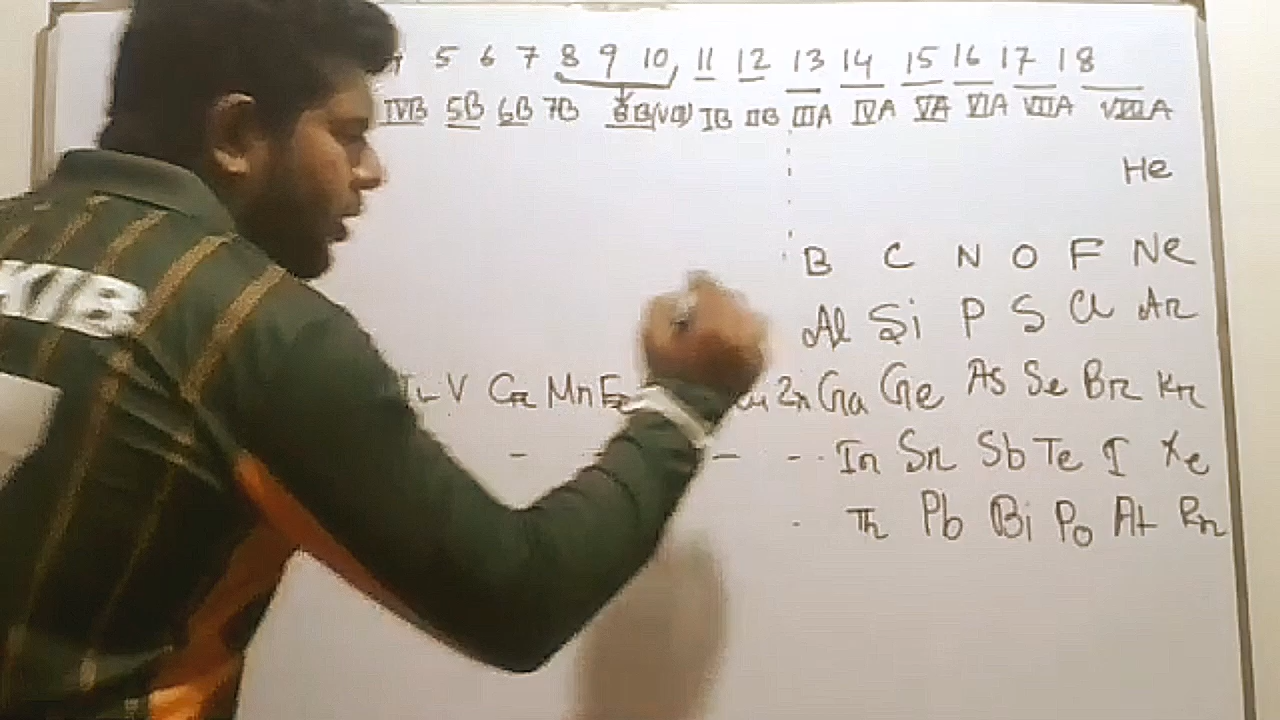 5 6 7 8 9 10, 11 12 13 14 15 16 17 18
IVB 5B 6B 7B 8B(VIII) IB IIB IIIA IVA VA VIA VIIA VIIIA
He
B C N O F Ne
KIB
Al Si P S Cl Ar
V Cr Mn Fe Zn Ga Ge As Se Br Kr
- - - - - In Sn Sb Te I Xe
Th Pb Bi Po At Rn